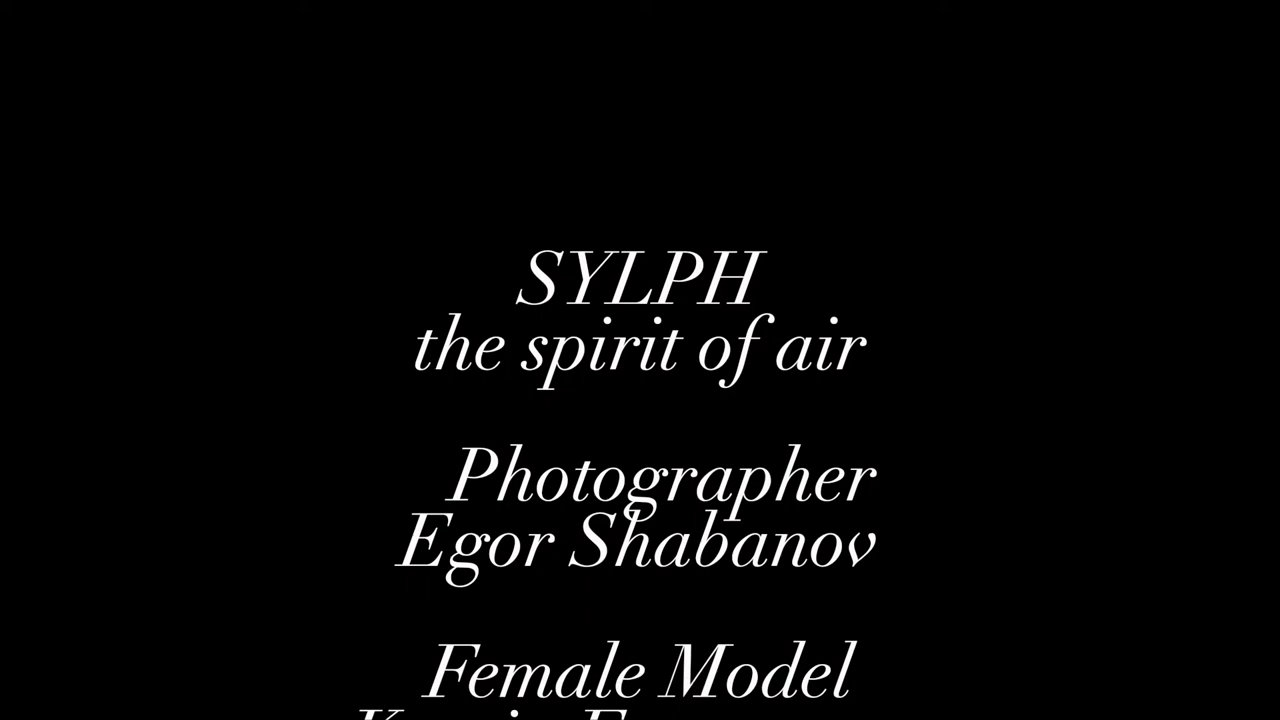 SYLPH
the spirit of air
Photographer
Egor Shabanov
Female Model